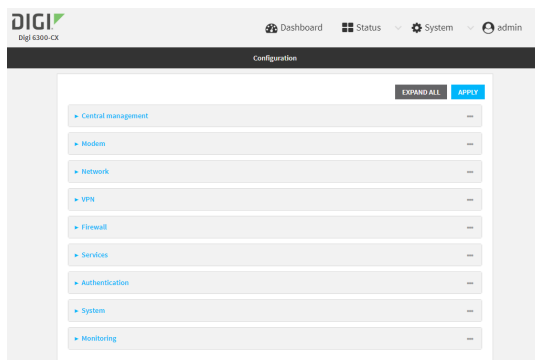 DIGI
Digi 6300-CX
Dashboard Status System admin
Configuration
EXPAND ALL APPLY
Central management
Modem
Network
VPN
Firewall
Services
Authentication
System
Monitoring